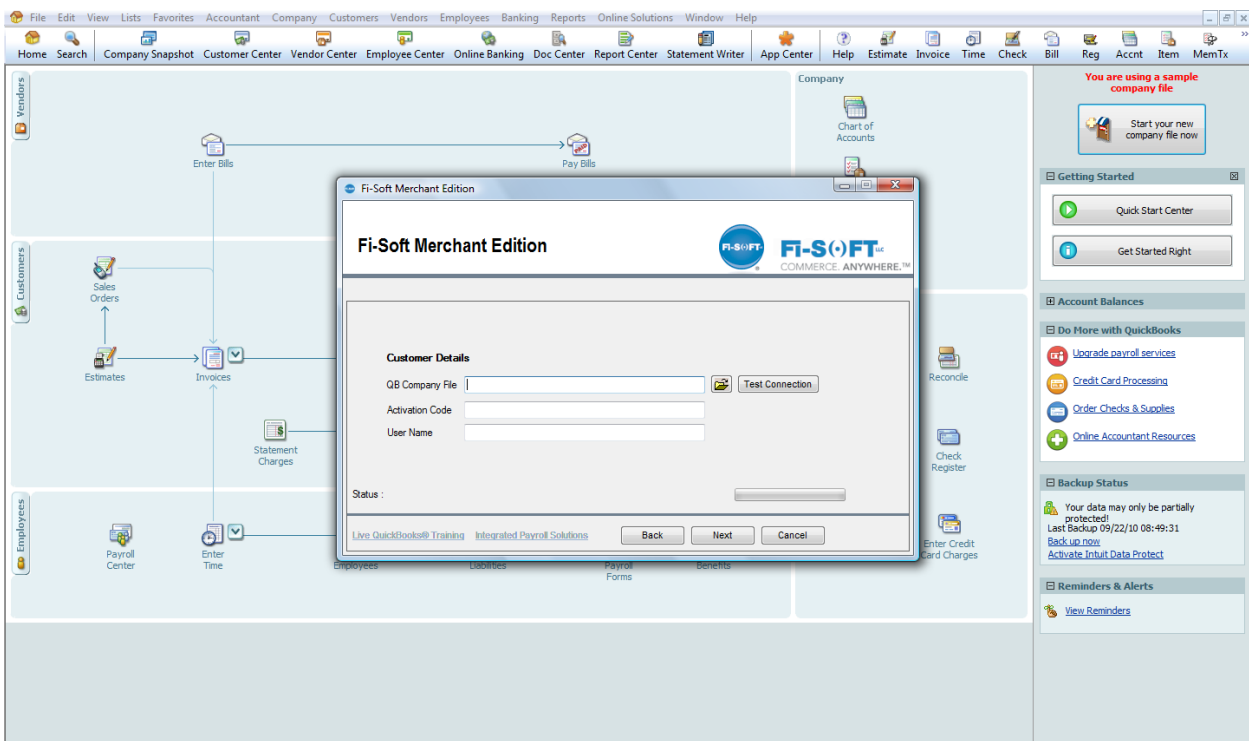 File Edit View Lists Favorites Accountant Company Customers Vendors Employees Banking Reports Online Solutions Window Help
Home Search Company Snapshot Customer Center Vendor Center Employee Center Online Banking Doc Center Report Center Statement Writer App Center Help Estimate Invoice Time Check Bill Reg Accnt Item MemTx
Vendors
Enter Bills
Pay Bills
Company
Chart of
Accounts
Customers
Sales
Orders
Estimates
Invoices
Statement
Charges
Reconcile
Check
Register
Employees
Payroll
Center
Enter
Time
Employees
Liabilities
Payroll
Forms
Benefits
Enter Credit
Card Charges
Fi-Soft Merchant Edition
Fi-Soft Merchant Edition
FI-SOFT
Fi-SOFT LLC
COMMERCE. ANYWHERE.™
Customer Details
QB Company File
Test Connection
Activation Code
User Name
Status :
Live QuickBooks® Training Integrated Payroll Solutions Back Next Cancel
You are using a sample
company file
Start your new
company file now
Getting Started
Quick Start Center
Get Started Right
Account Balances
Do More with QuickBooks
Upgrade payroll services
Credit Card Processing
Order Checks & Supplies
Online Accountant Resources
Backup Status
Your data may only be partially
protected!
Last Backup 09/22/10 08:49:31
Back up now
Activate Intuit Data Protect
Reminders & Alerts
View Reminders